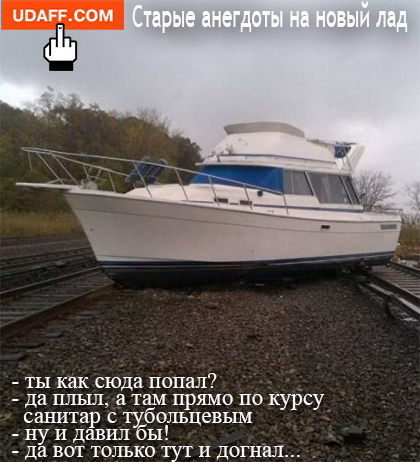 UDAFF.COM
Старые анегдоты на новый лад
- ты как сюда попал?
- да плыл, а там прямо по курсу
санитар с тубольцевым
- ну и давил бы!
- да вот только тут и догнал...